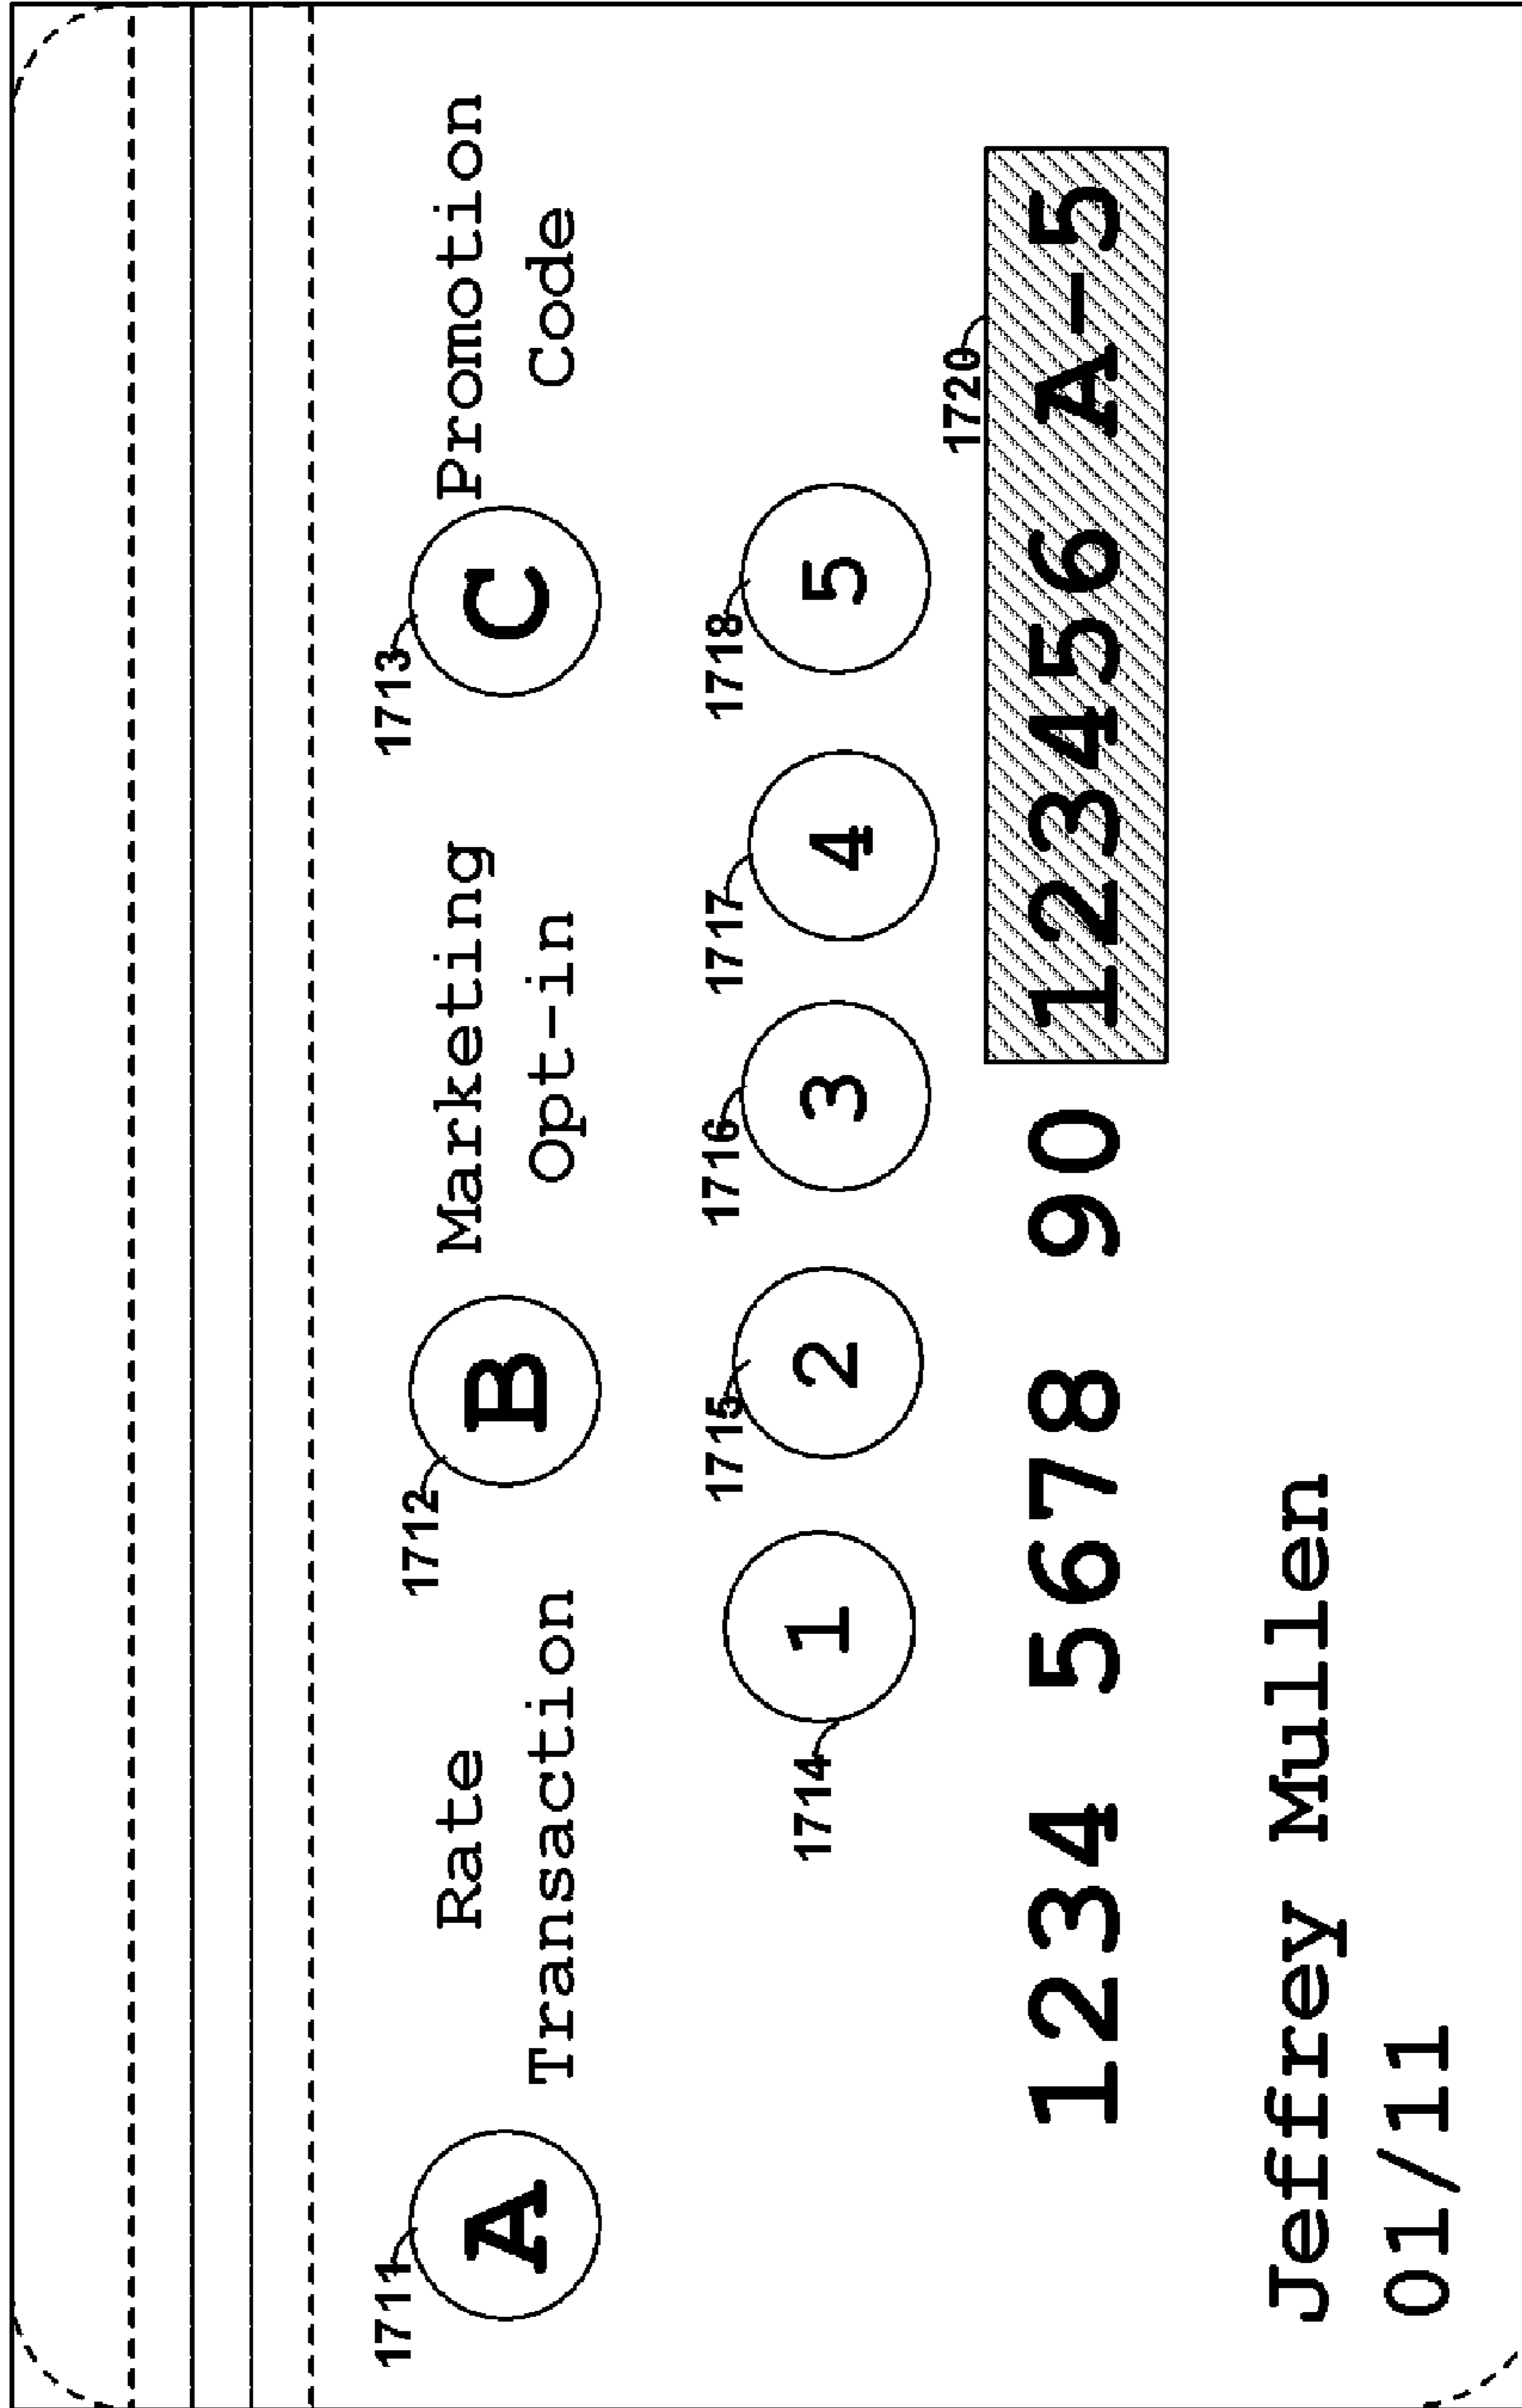 1711 A Rate Transaction
1712 B Marketing Opt-in
1713 C Promotion Code
1714 1 1715 2 1716 3 1717 4 1718 5
1720
1234 5678 90 123456 A-5
Jeffrey Mullen
01/11